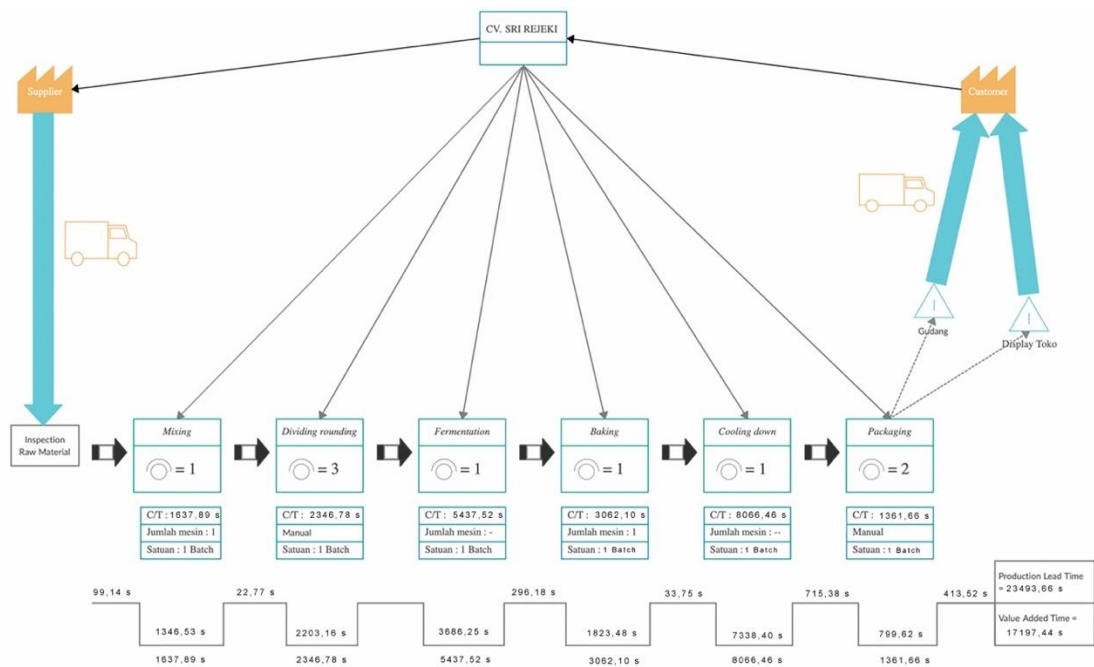 CV. SRI REJEKI
Supplier
Customer
Gudang
Display Toko
Inspection
Raw Material
Mixing
= 1
C/T : 1637,89 s
Jumlah mesin : 1
Satuan : 1 Batch
Dividing rounding
= 3
C/T : 2346,78 s
Manual
Satuan : 1 Batch
Fermentation
= 1
C/T : 5437,52 s
Jumlah mesin : -
Satuan : 1 Batch
Baking
= 1
C/T : 3062,10 s
Jumlah mesin : 1
Satuan : 1 Batch
Cooling down
= 1
C/T : 8066,46 s
Jumlah mesin : --
Satuan : 1 Batch
Packaging
= 2
C/T : 1361,66 s
Manual
Satuan : 1 Batch
99,14 s
22,77 s
296,18 s
33,75 s
715,38 s
413,52 s
1346,53 s
2203,16 s
3686,25 s
1823,48 s
7338,40 s
799,62 s
1637,89 s
2346,78 s
5437,52 s
3062,10 s
8066,46 s
1361,66 s
Production Lead Time
= 23493,66 s
Value Added Time =
17197,44 s